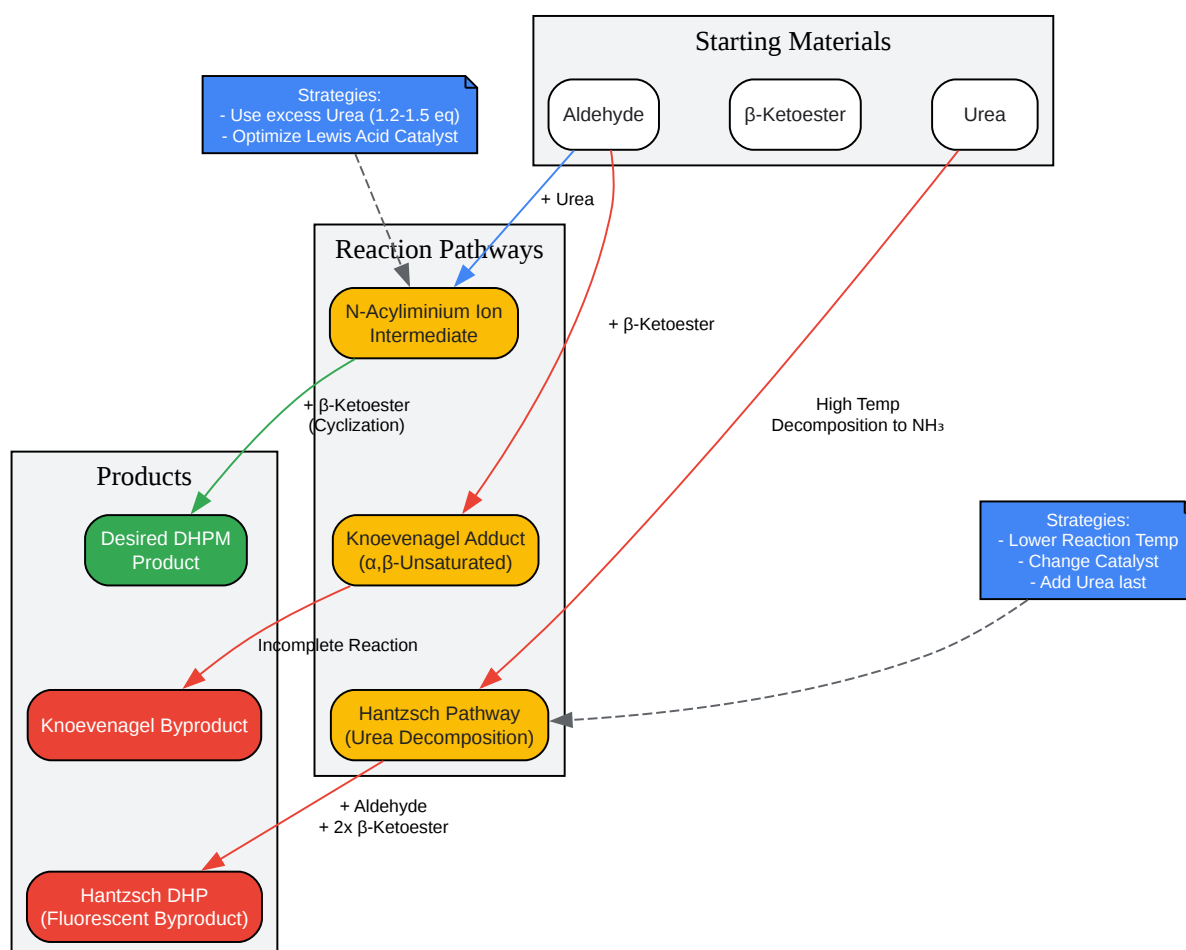 Starting Materials
Strategies:
- Use excess Urea (1.2-1.5 eq)
- Optimize Lewis Acid Catalyst
Aldehyde
β-Ketoester
Urea
+ Urea
Reaction Pathways
N-Acyliminium Ion
Intermediate
+ β-Ketoester
High Temp
Decomposition to NH₃
+ β-Ketoester
(Cyclization)
Products
Desired DHPM
Product
Knoevenagel Adduct
(α,β-Unsaturated)
Strategies:
- Lower Reaction Temp
- Change Catalyst
- Add Urea last
Incomplete Reaction
Knoevenagel Byproduct
Hantzsch Pathway
(Urea Decomposition)
+ Aldehyde
+ 2x β-Ketoester
Hantzsch DHP
(Fluorescent Byproduct)